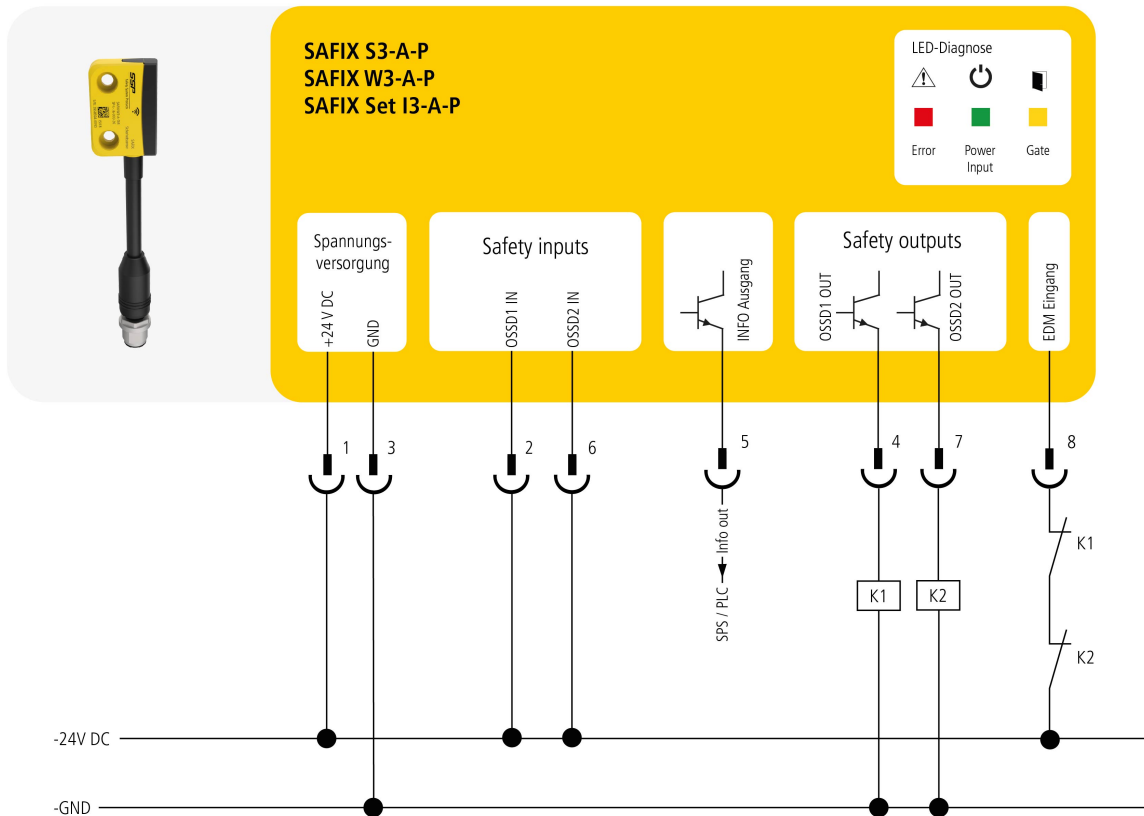 SAFIX S3-A-P
SAFIX W3-A-P
SAFIX Set I3-A-P
LED-Diagnose
Error
Power
Input
Gate
SSP
Spannungs-
versorgung
+24 V DC
GND
Safety inputs
OSSD1 IN
OSSD2 IN
INFO Ausgang
Safety outputs
OSSD1 OUT
OSSD2 OUT
EDM Eingang
1
3
2
6
5
4
7
8
SPS / PLC
Info out
K1
K2
K1
K2
-24V DC
-GND